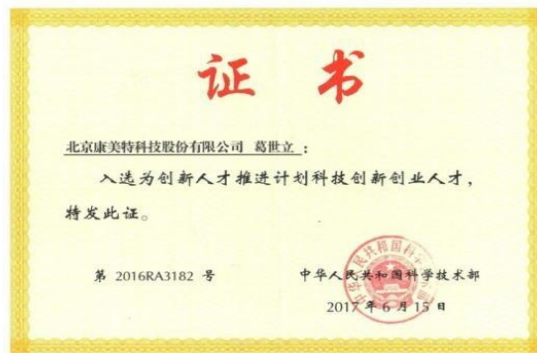 证 书
北京康美特科技股份有限公司 葛世立：
入选为创新人才推进计划科技创新创业人才，
特发此证。
第 2016RA3182 号
中华人民共和国科学技术部
2017 年 6 月 15 日